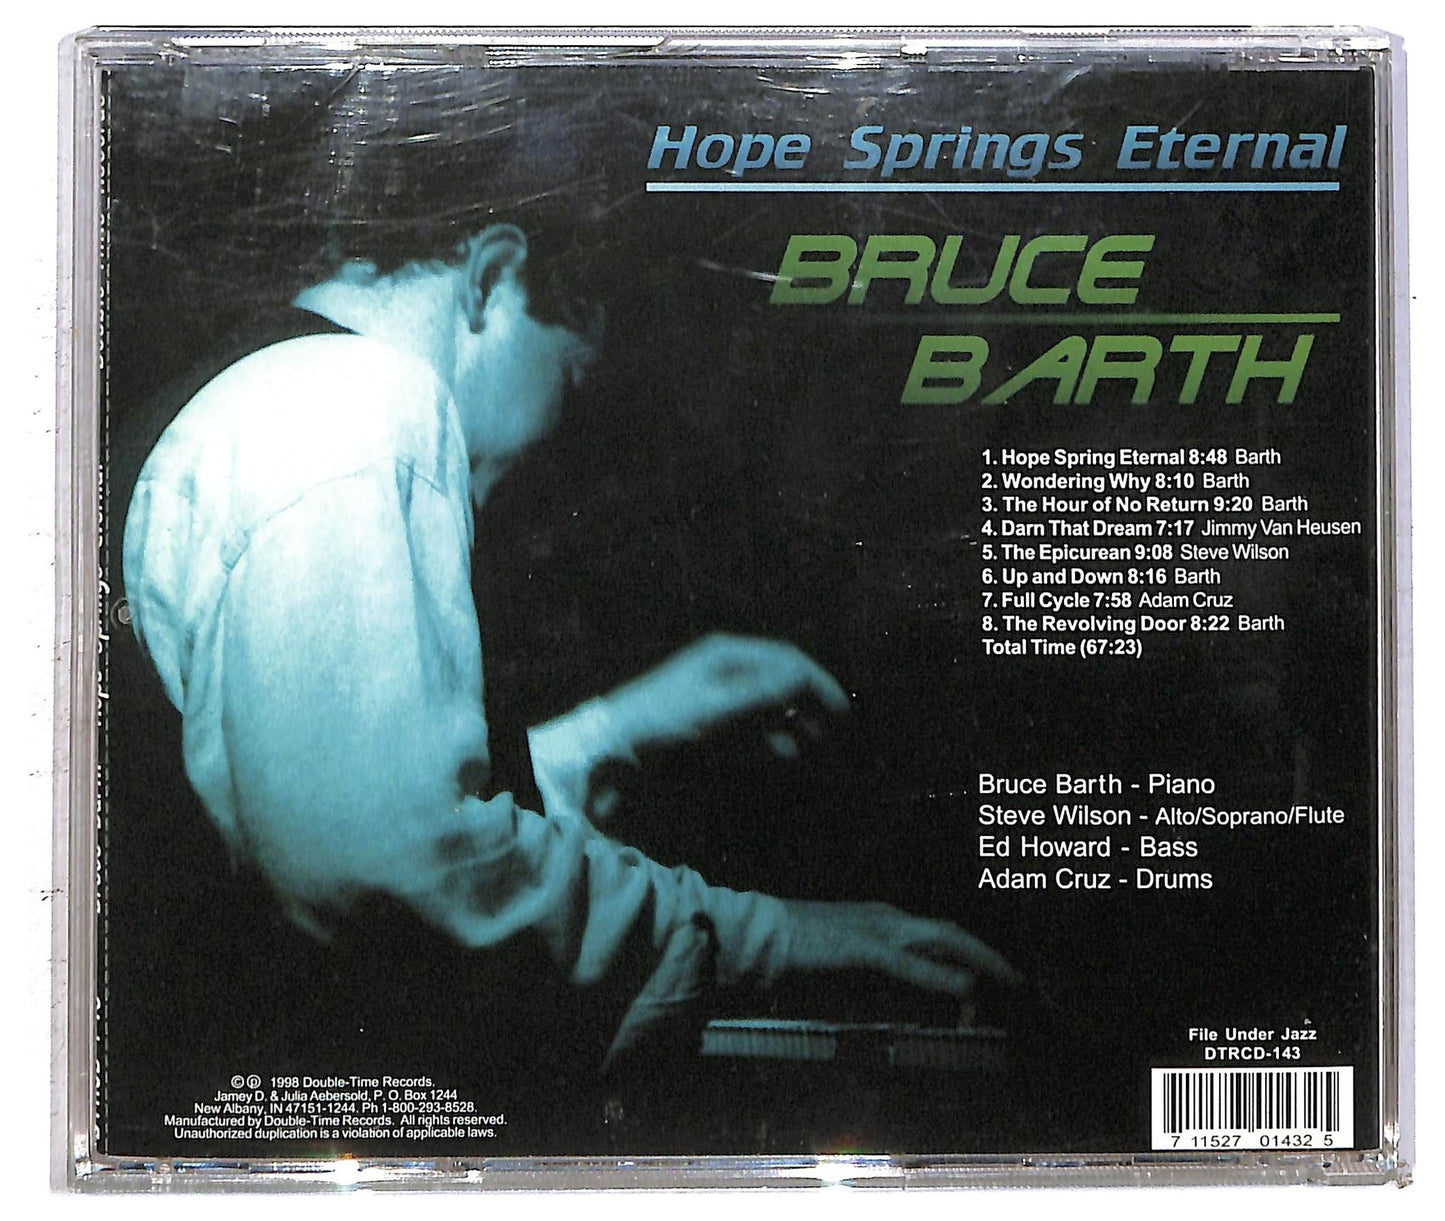 Hope Springs Eternal
BRUCE
BARTH
1. Hope Spring Eternal 8:48 Barth
2. Wondering Why 8:10 Barth
3. The Hour of No Return 9:20 Barth
4. Darn That Dream 7:17 Jimmy Van Heusen
5. The Epicurean 9:08 Steve Wilson
6. Up and Down 8:16 Barth
7. Full Cycle 7:58 Adam Cruz
8. The Revolving Door 8:22 Barth
Total Time (67:23)
Bruce Barth - Piano
Steve Wilson - Alto/Soprano/Flute
Ed Howard - Bass
Adam Cruz - Drums
File Under Jazz
DTRCD-143
7 11527 01432 5
©℗ 1998 Double-Time Records.
Jamey D. & Julia Aebersold, P. O. Box 1244
New Albany, IN 47151-1244. Ph 1-800-293-8528.
Manufactured by Double-Time Records. All rights reserved.
Unauthorized duplication is a violation of applicable laws.